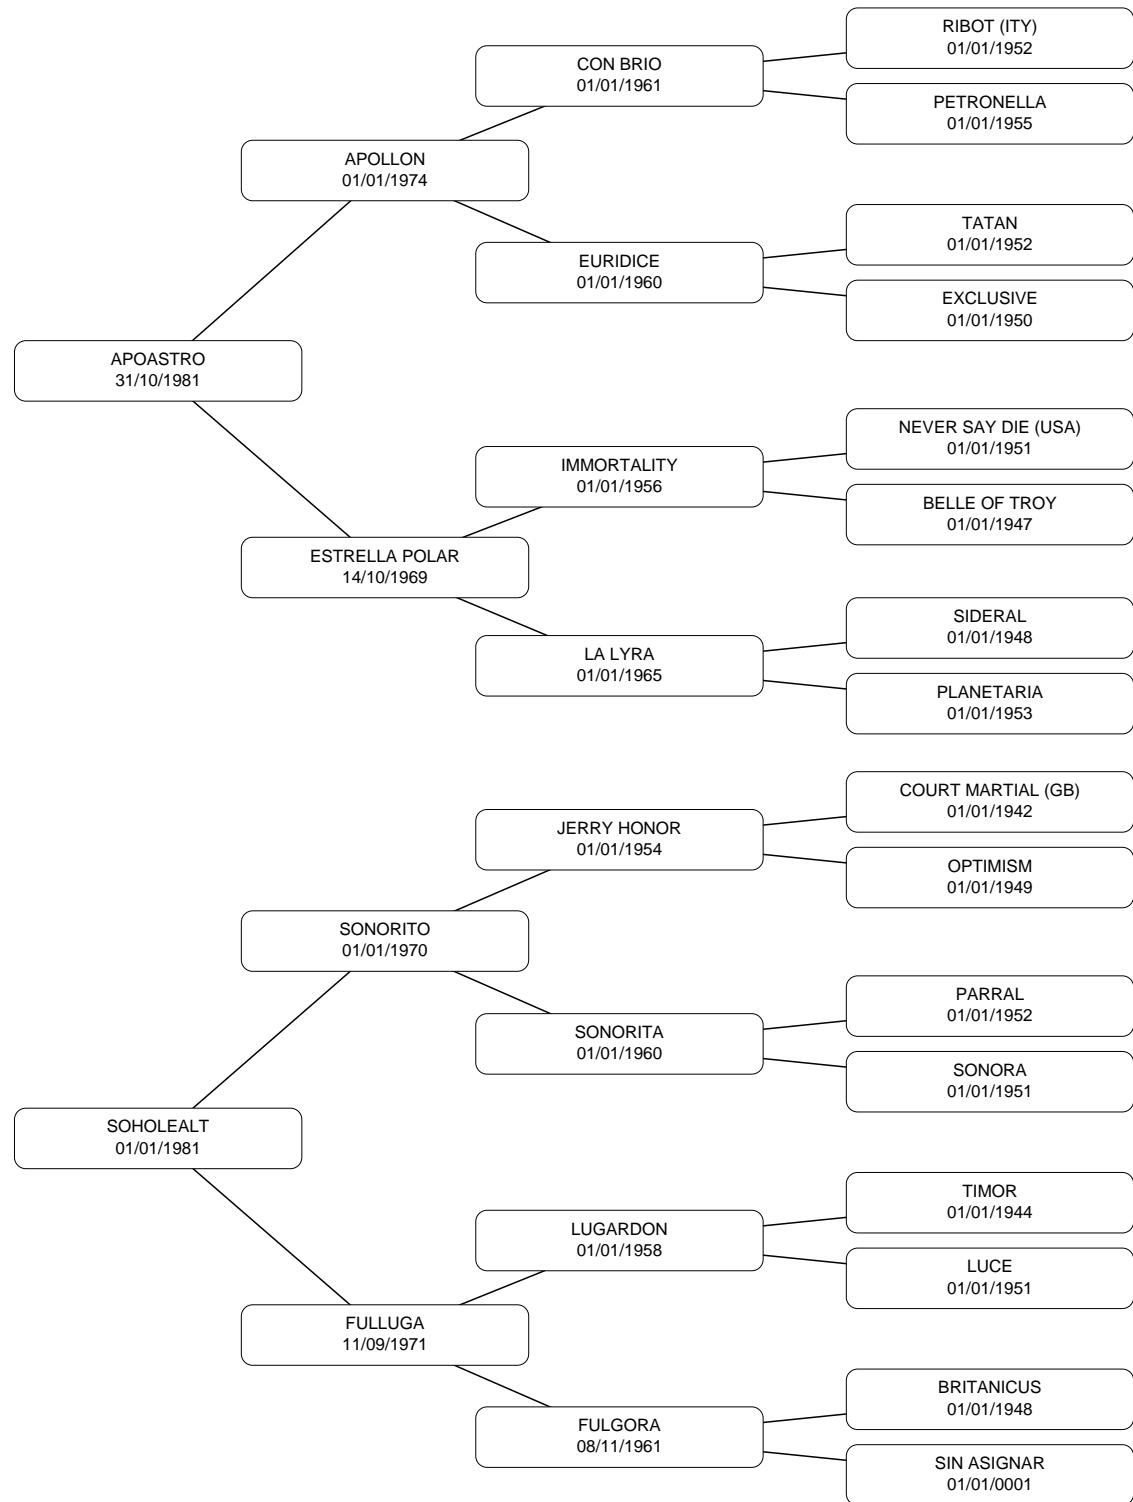 RIBOT (ITY)
01/01/1952
CON BRIO
01/01/1961
PETRONELLA
01/01/1955
APOLLON
01/01/1974
TATAN
01/01/1952
EURIDICE
01/01/1960
EXCLUSIVE
01/01/1950
APOASTRO
31/10/1981
NEVER SAY DIE (USA)
01/01/1951
IMMORTALITY
01/01/1956
BELLE OF TROY
01/01/1947
ESTRELLA POLAR
14/10/1969
SIDERAL
01/01/1948
LA LYRA
01/01/1965
PLANETARIA
01/01/1953
COURT MARTIAL (GB)
01/01/1942
JERRY HONOR
01/01/1954
OPTIMISM
01/01/1949
SONORITO
01/01/1970
PARRAL
01/01/1952
SONORITA
01/01/1960
SONORA
01/01/1951
SOHOLEALT
01/01/1981
TIMOR
01/01/1944
LUGARDON
01/01/1958
LUCE
01/01/1951
FULLUGA
11/09/1971
BRITANICUS
01/01/1948
FULGORA
08/11/1961
SIN ASIGNAR
01/01/0001